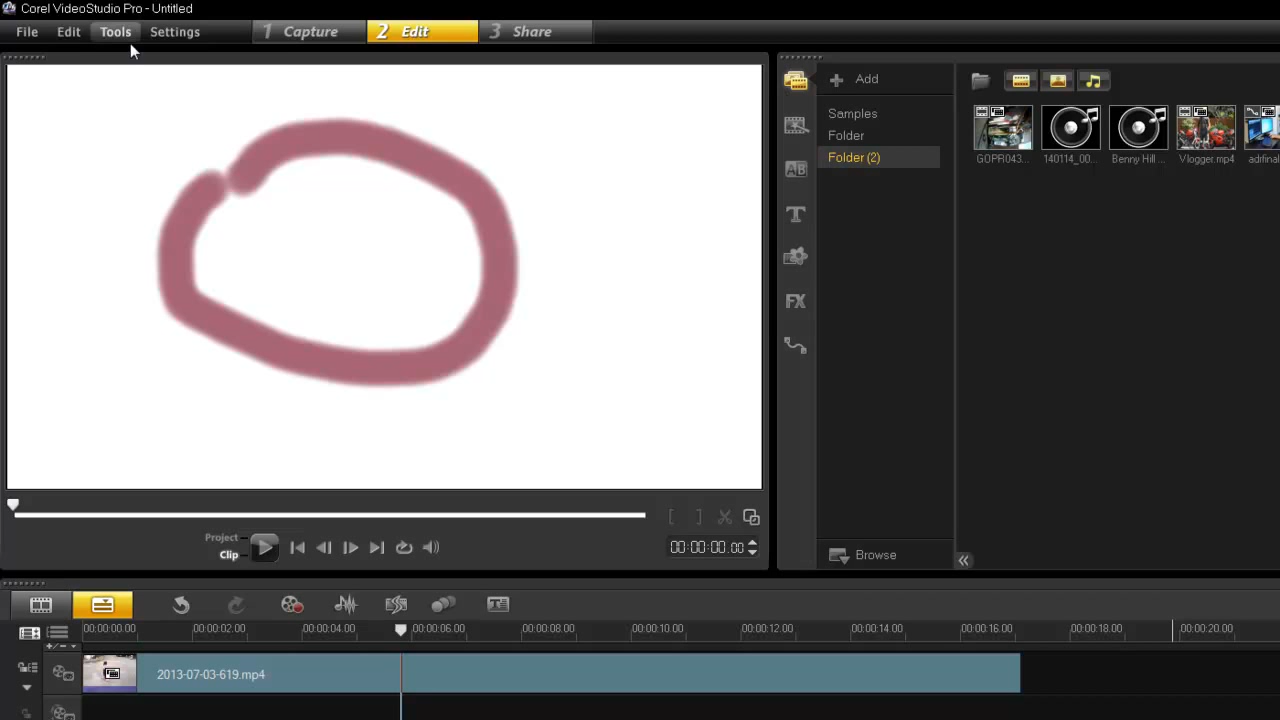 Corel VideoStudio Pro - Untitled
File Edit Tools Settings 1 Capture 2 Edit 3 Share
Add
Samples
Folder
Folder (2)
GOPR043... 140114_00... Benny Hill ... Vlogger.mp4 adrfinal
AB
T
FX
Project
Clip
[ ] 00:00:00.00
Browse
00:00:00.00 00:00:02.00 00:00:04.00 00:00:06.00 00:00:08.00 00:00:10.00 00:00:12.00 00:00:14.00 00:00:16.00 00:00:18.00 00:00:20.00
+/−
2013-07-03-619.mp4